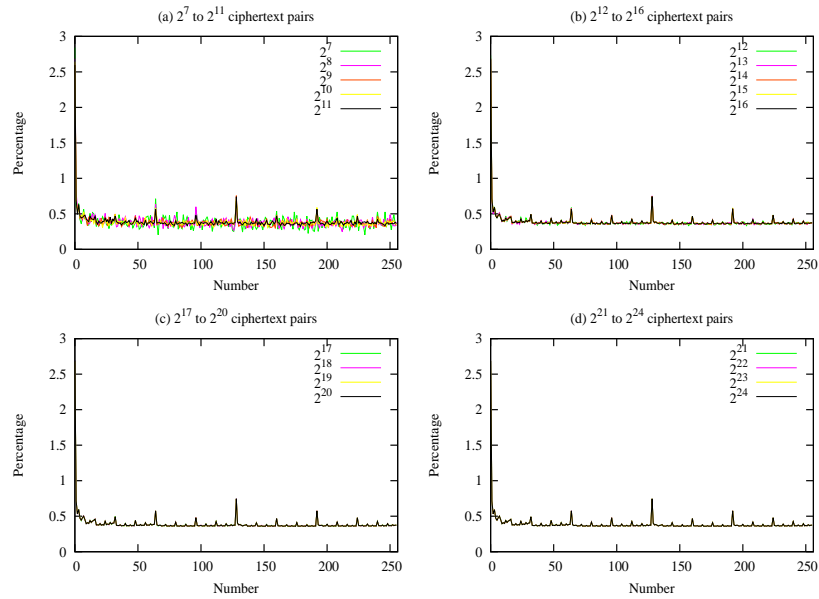 (a) 2^7 to 2^11 ciphertext pairs
3
2.5
2
1.5
1
0.5
0
Percentage
0 50 100 150 200 250
Number
2^7
2^8
2^9
2^10
2^11
(b) 2^12 to 2^16 ciphertext pairs
3
2.5
2
1.5
1
0.5
0
Percentage
0 50 100 150 200 250
Number
2^12
2^13
2^14
2^15
2^16
(c) 2^17 to 2^20 ciphertext pairs
3
2.5
2
1.5
1
0.5
0
Percentage
0 50 100 150 200 250
Number
2^17
2^18
2^19
2^20
(d) 2^21 to 2^24 ciphertext pairs
3
2.5
2
1.5
1
0.5
0
Percentage
0 50 100 150 200 250
Number
2^21
2^22
2^23
2^24